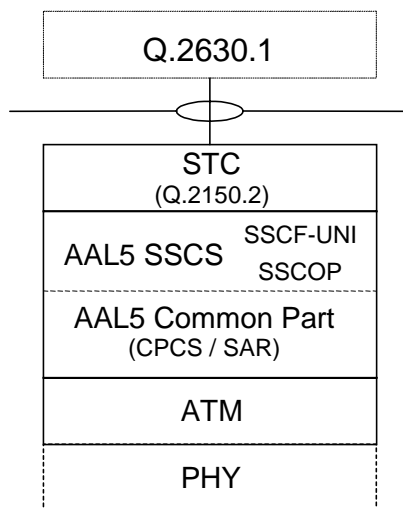 Q.2630.1
STC
(Q.2150.2)
AAL5 SSCS
SSCF-UNI
SSCOP
AAL5 Common Part
(CPCS / SAR)
ATM
PHY